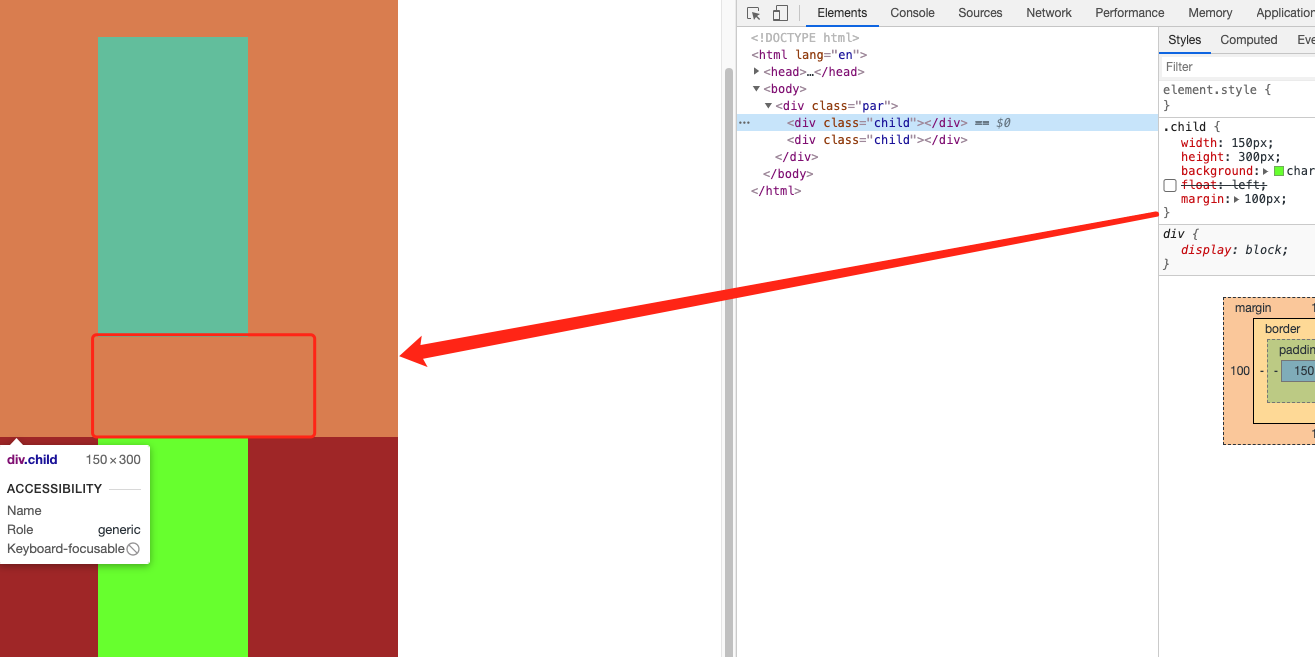 Elements Console Sources Network Performance Memory Application
<!DOCTYPE html>
<html lang="en">
<head>…</head>
<body>
<div class="par">
<div class="child"></div> == $0
<div class="child"></div>
</div>
</body>
</html>
Styles Computed Eve
Filter
element.style {
}
.child {
width: 150px;
height: 300px;
background: char
float: left;
margin: 100px;
}
div {
display: block;
}
margin 1
border
paddin
100 - - 150
1
div.child 150 × 300
ACCESSIBILITY
Name
Role generic
Keyboard-focusable